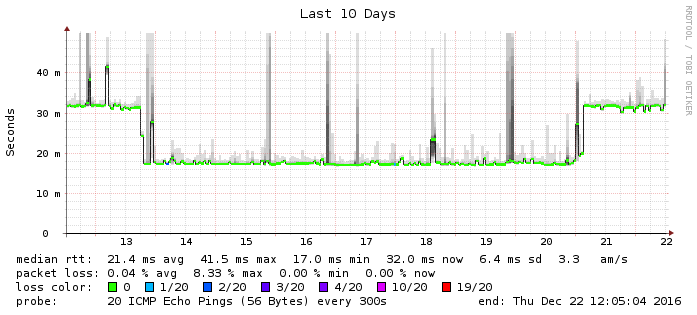 Last 10 Days
RRDTOOL / TOBI OETIKER
Seconds
40 m
30 m
20 m
10 m
0
13 14 15 16 17 18 19 20 21 22
median rtt: 21.4 ms avg 41.5 ms max 17.0 ms min 32.0 ms now 6.4 ms sd 3.3 am/s
packet loss: 0.04 % avg 8.33 % max 0.00 % min 0.00 % now
loss color: 0 1/20 2/20 3/20 4/20 10/20 19/20
probe: 20 ICMP Echo Pings (56 Bytes) every 300s end: Thu Dec 22 12:05:04 2016